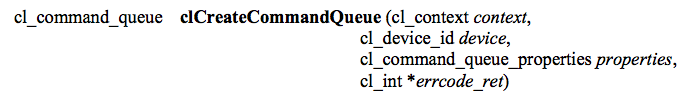 cl_command_queue clCreateCommandQueue (cl_context context,
cl_device_id device,
cl_command_queue_properties properties,
cl_int *errcode_ret)